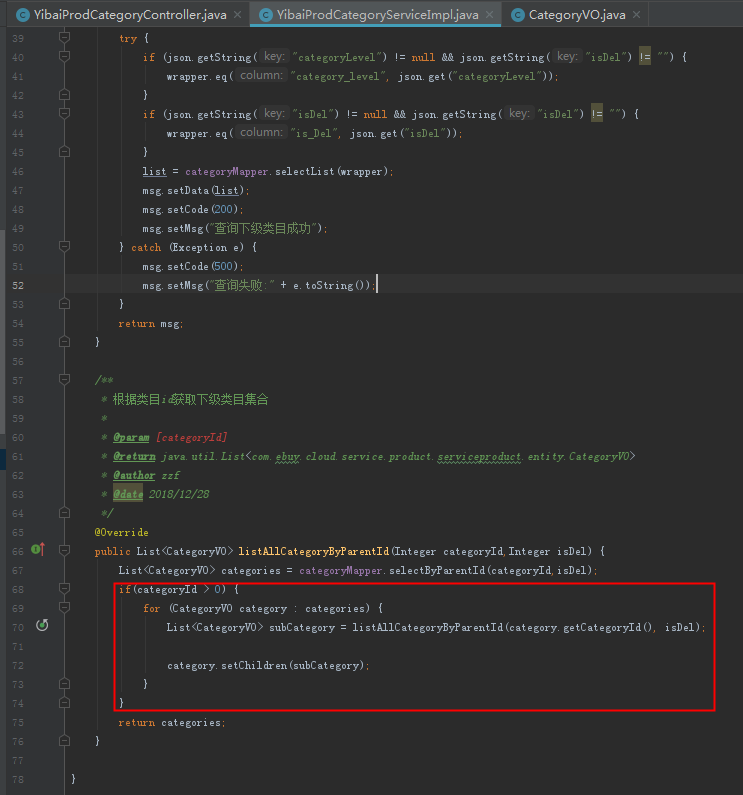 YibaiProdCategoryController.java × YibaiProdCategoryServiceImpl.java × CategoryVO.java ×
39 try {
40 if (json.getString( key: "categoryLevel") != null && json.getString( key: "isDel") != "") {
41 wrapper.eq( column: "category_level", json.get("categoryLevel"));
42 }
43 if (json.getString( key: "isDel") != null && json.getString( key: "isDel") != "") {
44 wrapper.eq( column: "is_Del", json.get("isDel"));
45 }
46 list = categoryMapper.selectList(wrapper);
47 msg.setData(list);
48 msg.setCode(200);
49 msg.setMsg("查询下级类目成功");
50 } catch (Exception e) {
51 msg.setCode(500);
52 msg.setMsg("查询失败:" + e.toString());
53 }
54 return msg;
55 }
56
57 /**
58 * 根据类目id获取下级类目集合
59 *
60 * @param [categoryId]
61 * @return java.util.List<com.ebuy.cloud.service.product.serviceproduct.entity.CategoryVO>
62 * @author zzf
63 * @date 2018/12/28
64 */
65 @Override
66 public List<CategoryVO> listAllCategoryByParentId(Integer categoryId,Integer isDel) {
67 List<CategoryVO> categories = categoryMapper.selectByParentId(categoryId,isDel);
68 if(categoryId > 0) {
69 for (CategoryVO category : categories) {
70 List<CategoryVO> subCategory = listAllCategoryByParentId(category.getCategoryId(), isDel);
71
72 category.setChildren(subCategory);
73 }
74 }
75 return categories;
76 }
77
78 }